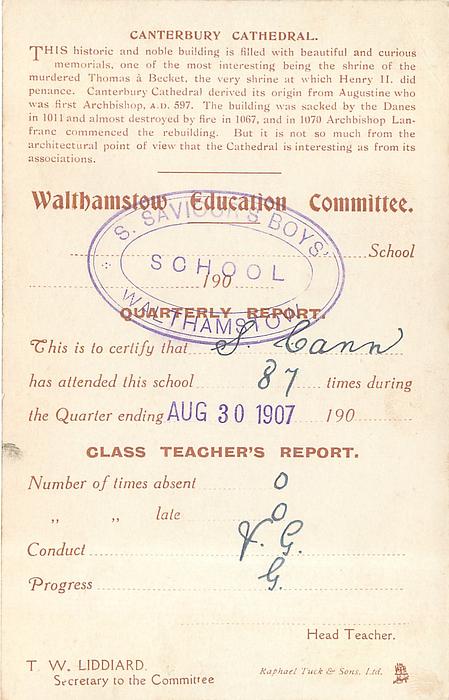 CANTERBURY CATHEDRAL.
THIS historic and noble building is filled with beautiful and curious
memorials, one of the most interesting being the shrine of the
murdered Thomas à Becket, the very shrine at which Henry II. did
penance. Canterbury Cathedral derived its origin from Augustine who
was first Archbishop, A.D. 597. The building was sacked by the Danes
in 1011 and almost destroyed by fire in 1067, and in 1070 Archbishop Lan-
franc commenced the rebuilding. But it is not so much from the
architectural point of view that the Cathedral is interesting as from its
associations.
Walthamstow Education Committee.
S. SAVIOUR'S BOYS'
School
SCHOOL
190
WALTHAMSTOW
QUARTERLY REPORT.
This is to certify that S. Cann
has attended this school 87 times during
the Quarter ending AUG 30 1907 190
CLASS TEACHER'S REPORT.
Number of times absent 0
„ „ late 0
Conduct V. G.
Progress G.
Head Teacher.
T. W. LIDDIARD.
Secretary to the Committee
Raphael Tuck & Sons. Ltd.